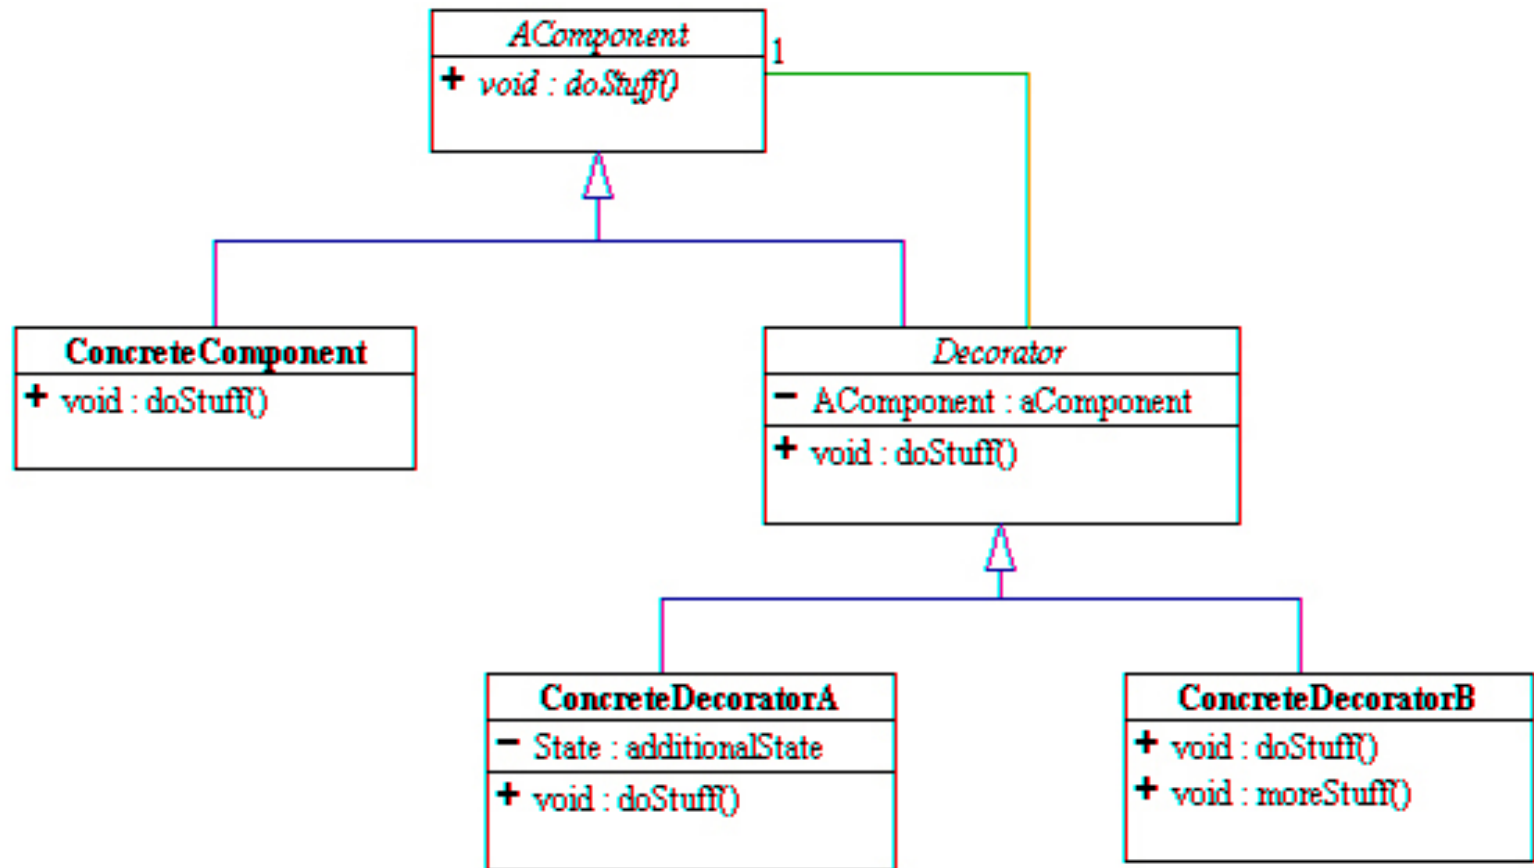 AComponent
1
+ void : doStuff()
ConcreteComponent
+ void : doStuff()
Decorator
− AComponent : aComponent
+ void : doStuff()
ConcreteDecoratorA
− State : additionalState
+ void : doStuff()
ConcreteDecoratorB
+ void : doStuff()
+ void : moreStuff()